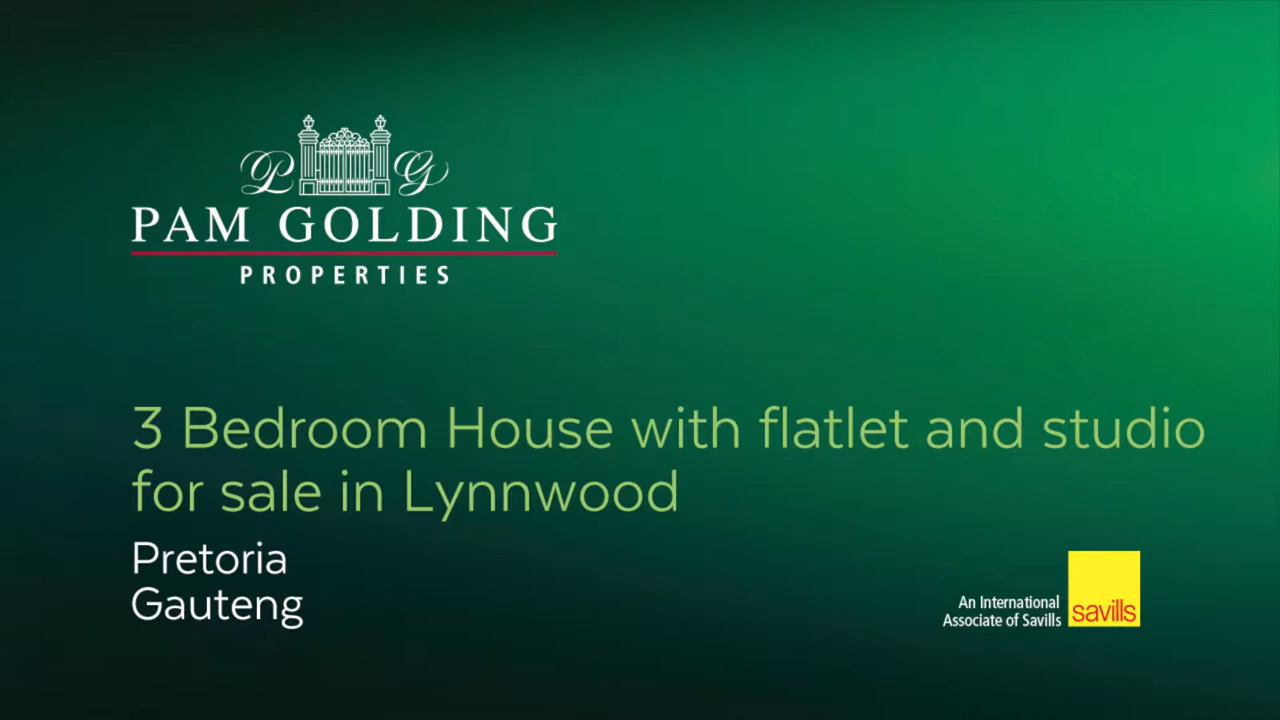 P G
PAM GOLDING
PROPERTIES
3 Bedroom House with flatlet and studio
for sale in Lynnwood
Pretoria
Gauteng
An International
Associate of Savills
savills